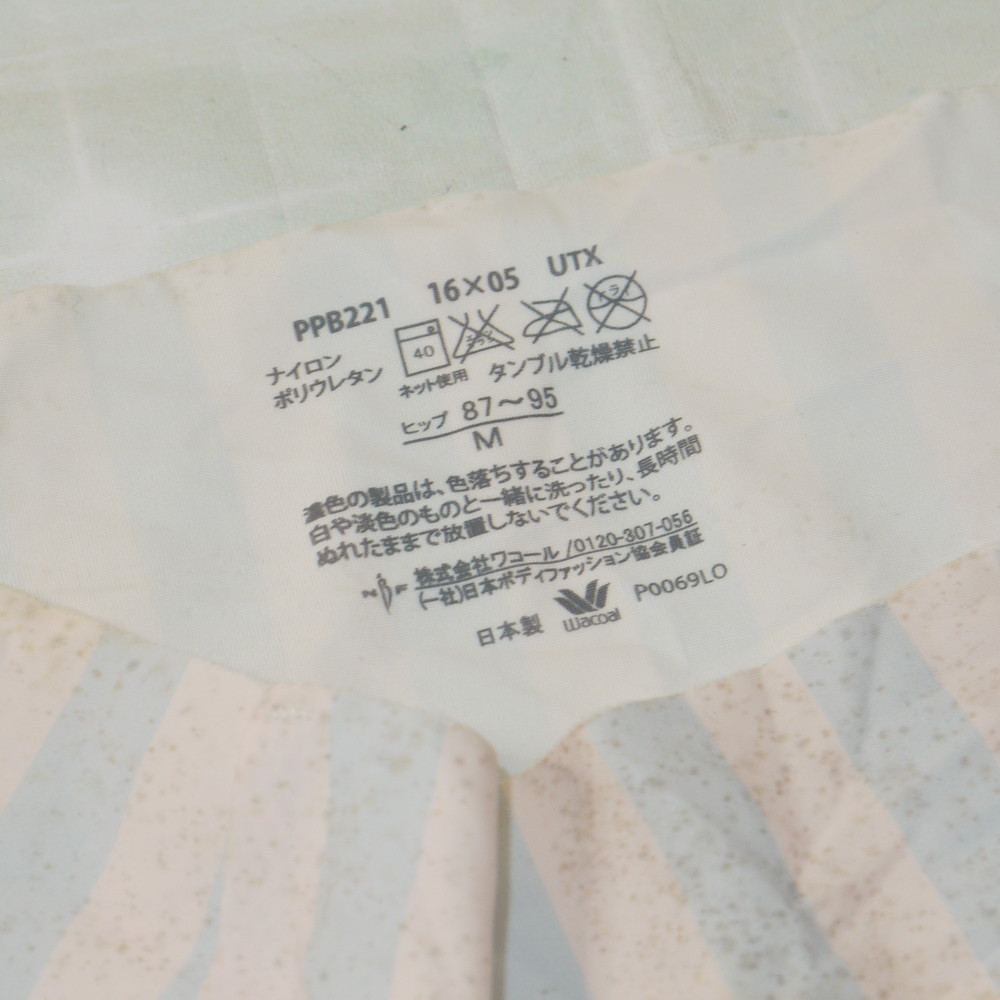 PPB221 16×05 UTX
ナイロン
ポリウレタン
40
ネット使用
タンブル乾燥禁止
ヒップ 87〜95
M
濃色の製品は、色落ちすることがあります。
白や淡色のものと一緒に洗ったり、長時間
ぬれたままで放置しないでください。
NBF 株式会社ワコール /0120-307-056
(一社)日本ボディファッション協会会員証
日本製 Wacoal P0069LO